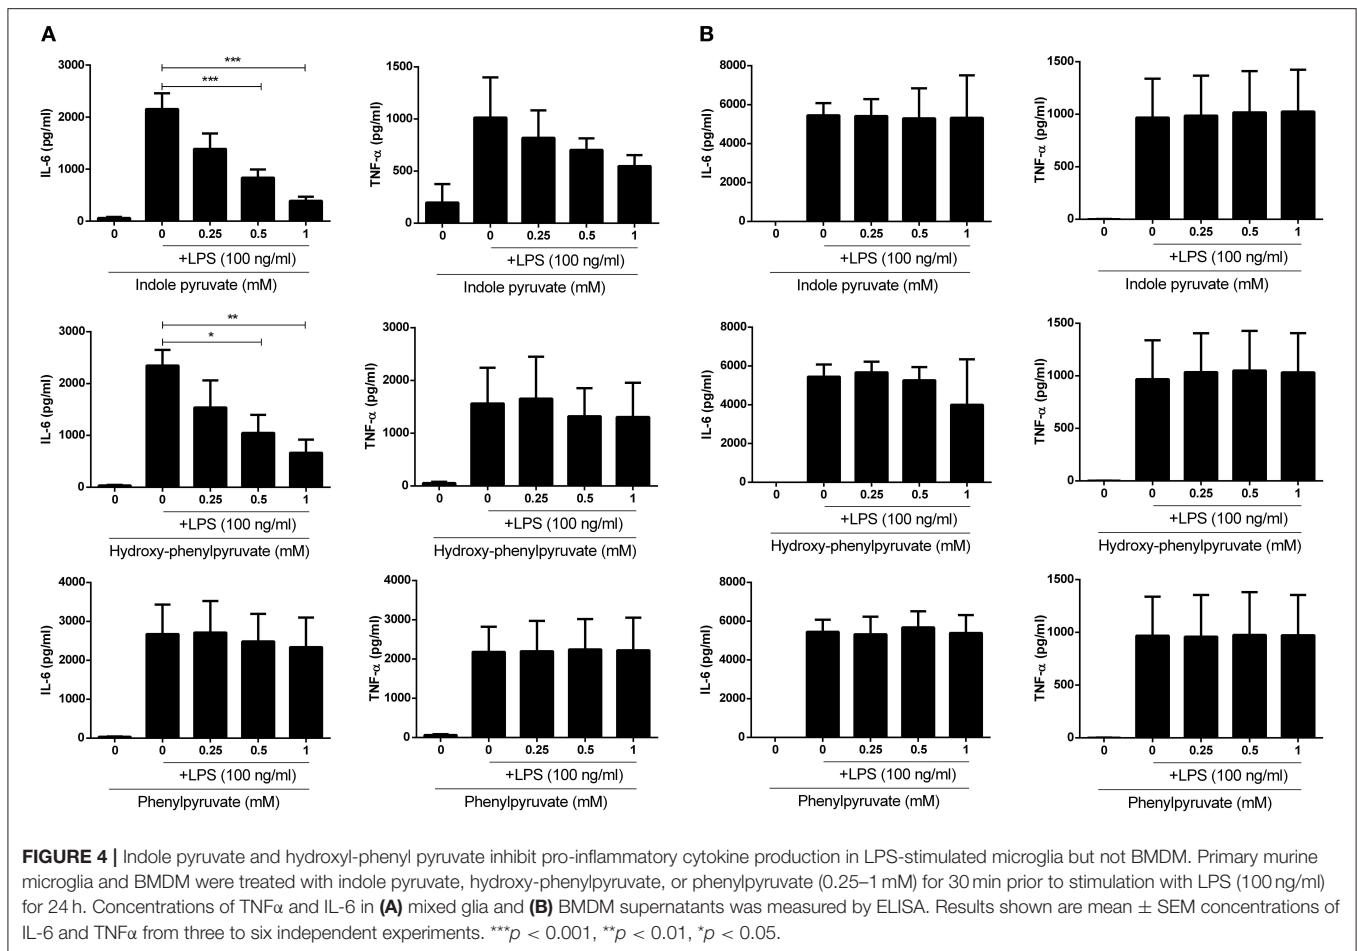 A
B
3000
2000
1000
0
IL-6 (pg/ml)
***
***
0 0 0.25 0.5 1
+LPS (100 ng/ml)
Indole pyruvate (mM)
1500
1000
500
0
TNF-α (pg/ml)
0 0 0.25 0.5 1
+LPS (100 ng/ml)
Indole pyruvate (mM)
8000
6000
4000
2000
0
IL-6 (pg/ml)
0 0 0.25 0.5 1
+LPS (100 ng/ml)
Indole pyruvate (mM)
1500
1000
500
0
TNF-α (pg/ml)
0 0 0.25 0.5 1
+LPS (100 ng/ml)
Indole pyruvate (mM)
3000
2000
1000
0
IL-6 (pg/ml)
**
*
0 0 0.25 0.5 1
+LPS (100 ng/ml)
Hydroxy-phenylpyruvate (mM)
3000
2000
1000
0
TNF-α (pg/ml)
0 0 0.25 0.5 1
+LPS (100 ng/ml)
Hydroxy-phenylpyruvate (mM)
8000
6000
4000
2000
0
IL-6 (pg/ml)
0 0 0.25 0.5 1
+LPS (100 ng/ml)
Hydroxy-phenylpyruvate (mM)
1500
1000
500
0
TNF-α (pg/ml)
0 0 0.25 0.5 1
+LPS (100 ng/ml)
Hydroxy-phenylpyruvate (mM)
4000
3000
2000
1000
0
IL-6 (pg/ml)
0 0 0.25 0.5 1
+LPS (100 ng/ml)
Phenylpyruvate (mM)
4000
3000
2000
1000
0
TNF-α (pg/ml)
0 0 0.25 0.5 1
+LPS (100 ng/ml)
Phenylpyruvate (mM)
8000
6000
4000
2000
0
IL-6 (pg/ml)
0 0 0.25 0.5 1
+LPS (100 ng/ml)
Phenylpyruvate (mM)
1500
1000
500
0
TNF-α (pg/ml)
0 0 0.25 0.5 1
+LPS (100 ng/ml)
Phenylpyruvate (mM)
FIGURE 4 | Indole pyruvate and hydroxyl-phenyl pyruvate inhibit pro-inflammatory cytokine production in LPS-stimulated microglia but not BMDM. Primary murine
microglia and BMDM were treated with indole pyruvate, hydroxy-phenylpyruvate, or phenylpyruvate (0.25–1 mM) for 30 min prior to stimulation with LPS (100 ng/ml)
for 24 h. Concentrations of TNFα and IL-6 in (A) mixed glia and (B) BMDM supernatants was measured by ELISA. Results shown are mean ± SEM concentrations of
IL-6 and TNFα from three to six independent experiments. ***p < 0.001, **p < 0.01, *p < 0.05.